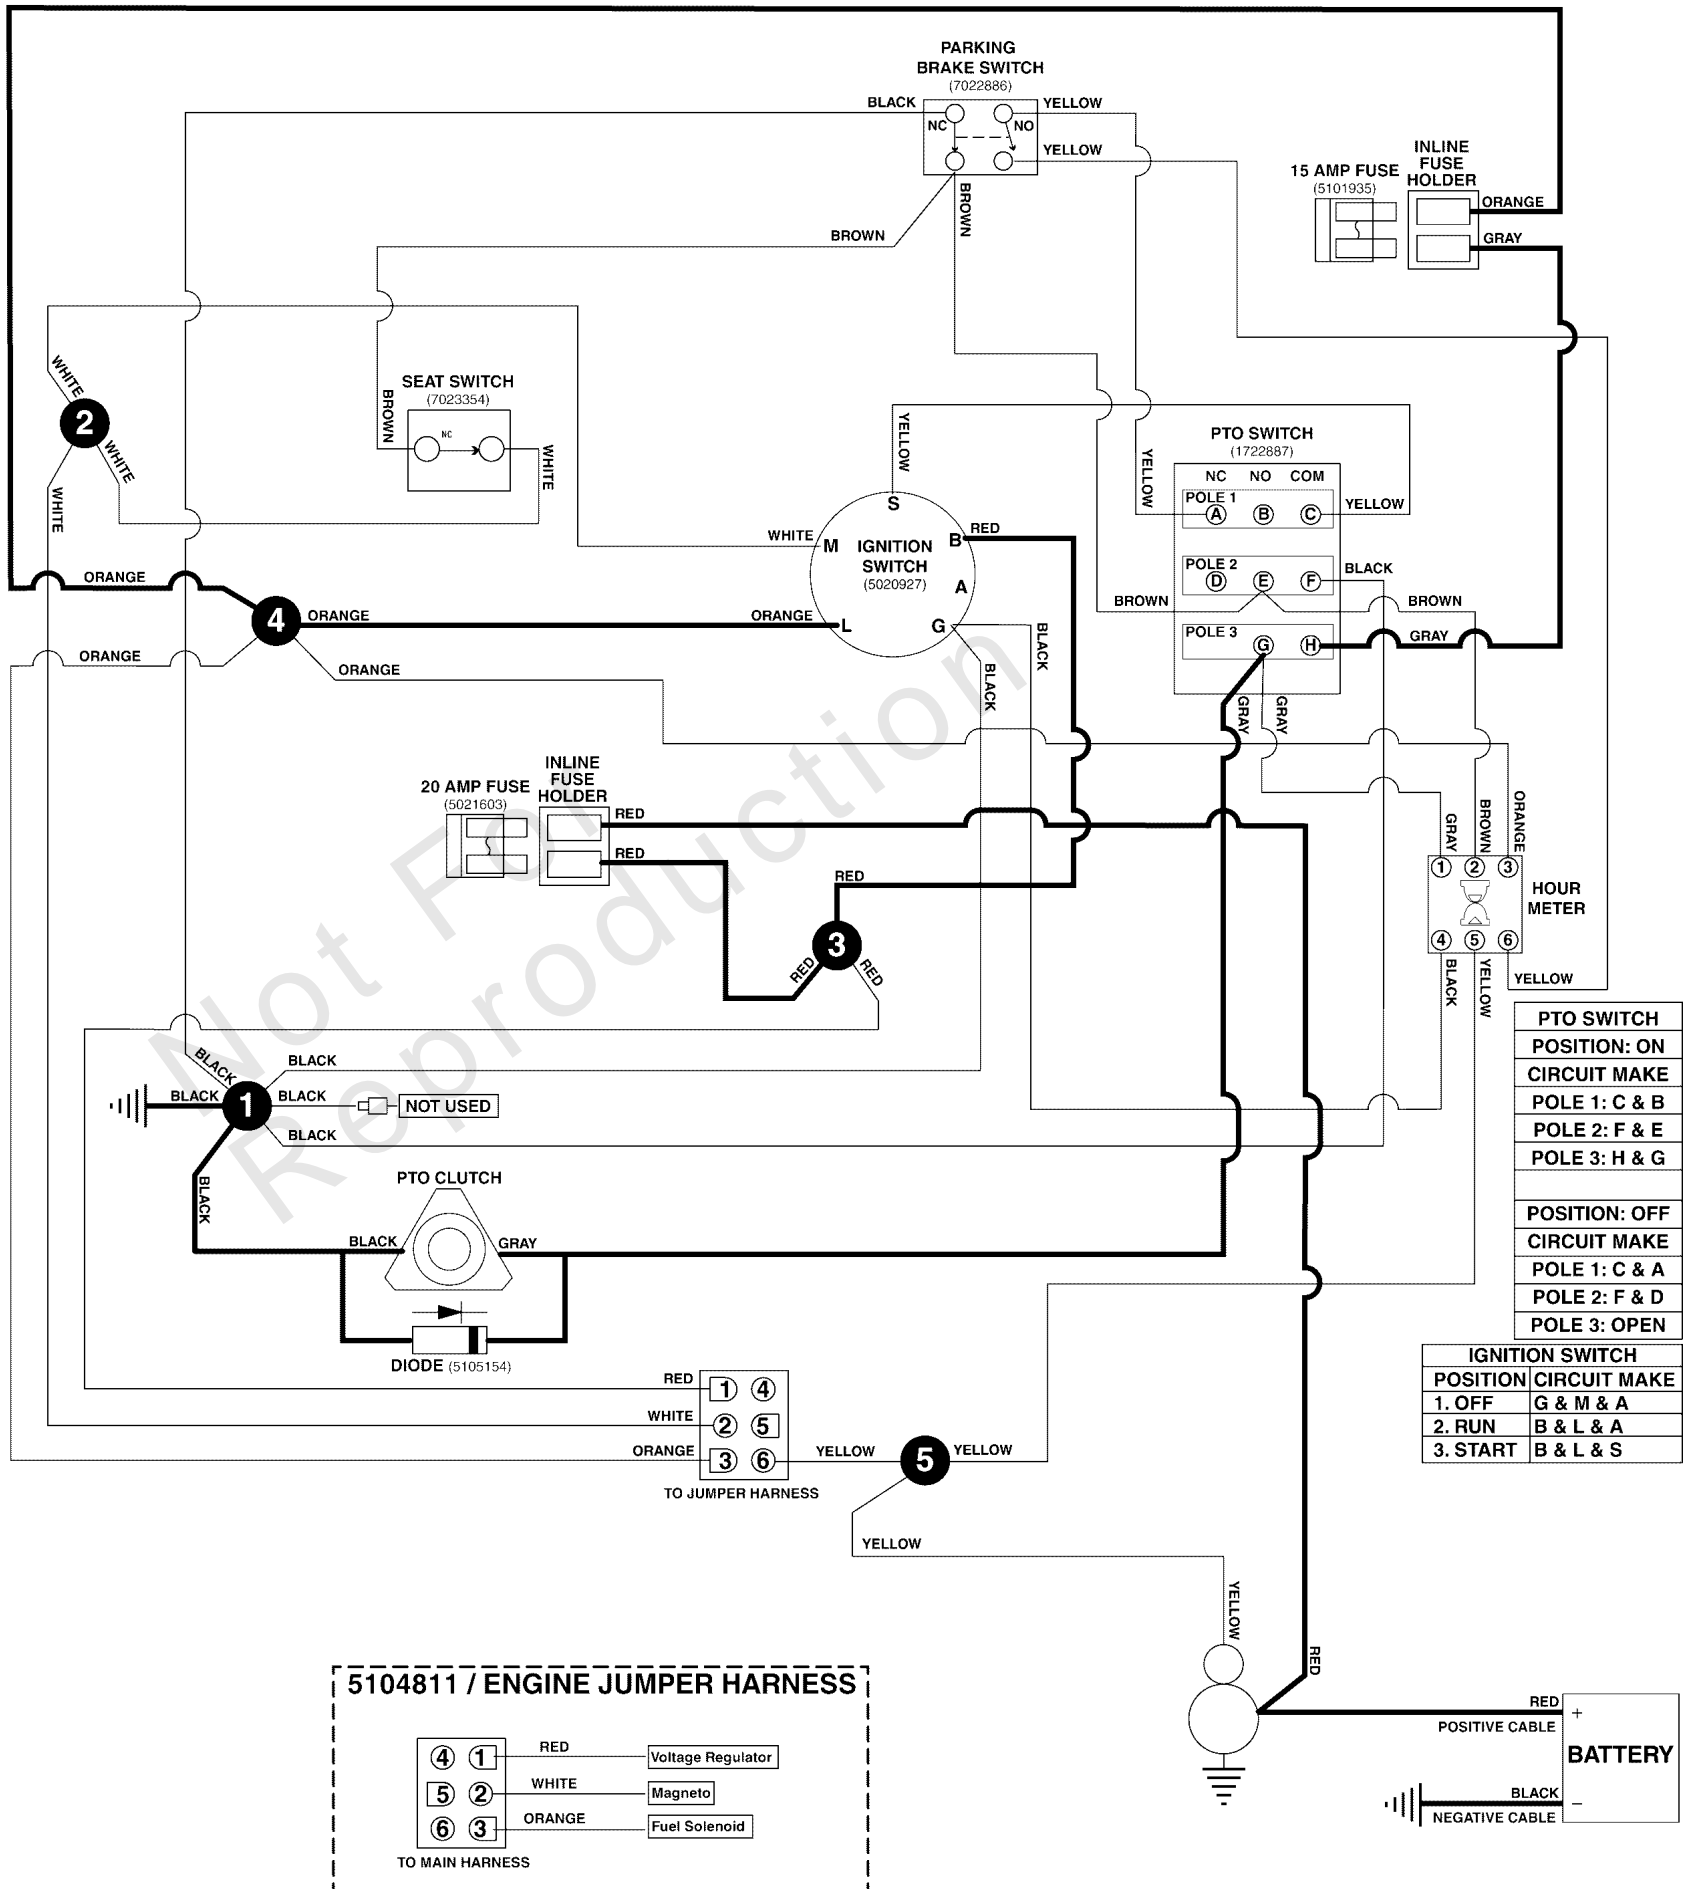 PARKING
BRAKE SWITCH
(7022886)
BLACK
YELLOW
NC
NO
YELLOW
BROWN
BROWN
15 AMP FUSE
(5101935)
INLINE
FUSE
HOLDER
ORANGE
GRAY
WHITE
2
WHITE
WHITE
SEAT SWITCH
(7023354)
BROWN
NC
WHITE
YELLOW
S
WHITE
M
IGNITION
SWITCH
(5020927)
B
RED
A
L
G
BLACK
BLACK
YELLOW
PTO SWITCH
(1722887)
NC NO COM
POLE 1
A B C
YELLOW
POLE 2
D E F
BLACK
BROWN
BROWN
POLE 3
G H
GRAY
GRAY
GRAY
ORANGE
4
ORANGE
ORANGE
ORANGE
ORANGE
20 AMP FUSE
(5021603)
INLINE
FUSE
HOLDER
RED
RED
RED
3
RED
RED
Not For
Reproduction
GRAY
BROWN
ORANGE
1 2 3
HOUR
METER
4 5 6
BLACK
YELLOW
YELLOW
BLACK
BLACK
BLACK
1
BLACK
NOT USED
BLACK
BLACK
PTO CLUTCH
BLACK
GRAY
DIODE (5105154)
PTO SWITCH
POSITION: ON
CIRCUIT MAKE
POLE 1: C & B
POLE 2: F & E
POLE 3: H & G
POSITION: OFF
CIRCUIT MAKE
POLE 1: C & A
POLE 2: F & D
POLE 3: OPEN
IGNITION SWITCH
POSITION CIRCUIT MAKE
1. OFF G & M & A
2. RUN B & L & A
3. START B & L & S
RED 1 4
WHITE 2 5
ORANGE 3 6
YELLOW
5
YELLOW
TO JUMPER HARNESS
YELLOW
YELLOW
RED
RED
POSITIVE CABLE
+
BATTERY
BLACK
NEGATIVE CABLE
−
5104811 / ENGINE JUMPER HARNESS
4 1 RED Voltage Regulator
5 2 WHITE Magneto
6 3 ORANGE Fuel Solenoid
TO MAIN HARNESS